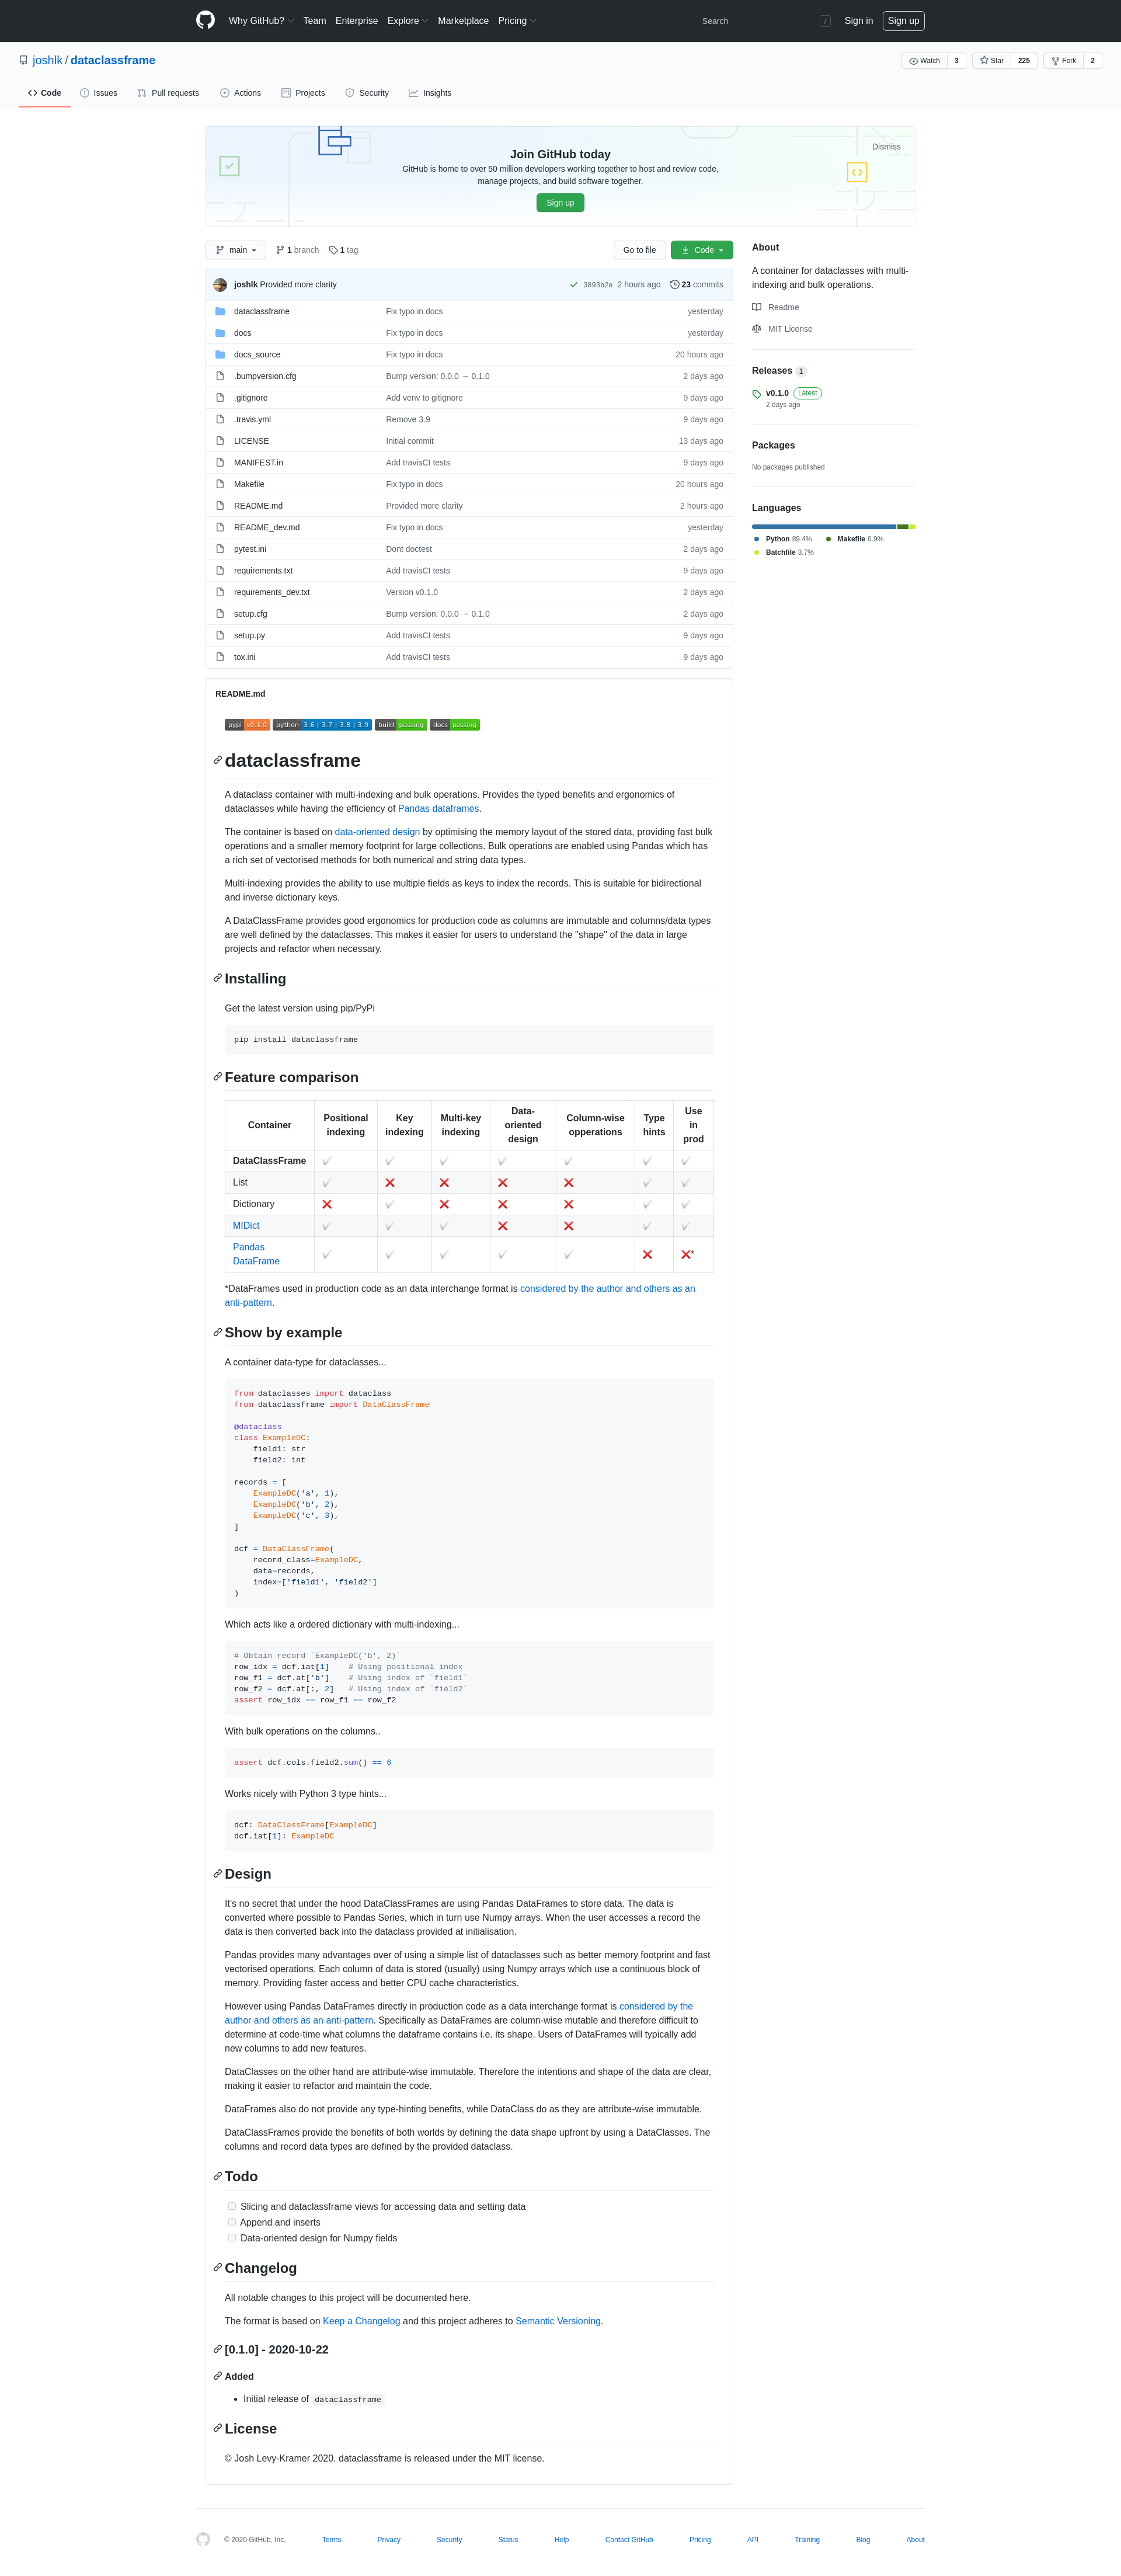 Why GitHub? Team Enterprise Explore Marketplace Pricing Search / Sign in Sign up
joshlk / dataclassframe Watch 3 Star 225 Fork 2
Code Issues Pull requests Actions Projects Security Insights
Join GitHub today
Dismiss
GitHub is home to over 50 million developers working together to host and review code,
manage projects, and build software together.
Sign up
main 1 branch 1 tag Go to file Code
joshlk Provided more clarity 3893b2e 2 hours ago 23 commits
dataclassframe Fix typo in docs yesterday
docs Fix typo in docs yesterday
docs_source Fix typo in docs 20 hours ago
.bumpversion.cfg Bump version: 0.0.0 → 0.1.0 2 days ago
.gitignore Add venv to gitignore 9 days ago
.travis.yml Remove 3.9 9 days ago
LICENSE Initial commit 13 days ago
MANIFEST.in Add travisCI tests 9 days ago
Makefile Fix typo in docs 20 hours ago
README.md Provided more clarity 2 hours ago
README_dev.md Fix typo in docs yesterday
pytest.ini Dont doctest 2 days ago
requirements.txt Add travisCI tests 9 days ago
requirements_dev.txt Version v0.1.0 2 days ago
setup.cfg Bump version: 0.0.0 → 0.1.0 2 days ago
setup.py Add travisCI tests 9 days ago
tox.ini Add travisCI tests 9 days ago
About
A container for dataclasses with multi-
indexing and bulk operations.
Readme
MIT License
Releases 1
v0.1.0 Latest
2 days ago
Packages
No packages published
Languages
Python 89.4% Makefile 6.9%
Batchfile 3.7%
README.md
pypi v0.1.0 python 3.6 | 3.7 | 3.8 | 3.9 build passing docs passing
dataclassframe
A dataclass container with multi-indexing and bulk operations. Provides the typed benefits and ergonomics of
dataclasses while having the efficiency of Pandas dataframes.
The container is based on data-oriented design by optimising the memory layout of the stored data, providing fast bulk
operations and a smaller memory footprint for large collections. Bulk operations are enabled using Pandas which has
a rich set of vectorised methods for both numerical and string data types.
Multi-indexing provides the ability to use multiple fields as keys to index the records. This is suitable for bidirectional
and inverse dictionary keys.
A DataClassFrame provides good ergonomics for production code as columns are immutable and columns/data types
are well defined by the dataclasses. This makes it easier for users to understand the "shape" of the data in large
projects and refactor when necessary.
Installing
Get the latest version using pip/PyPi
pip install dataclassframe
Feature comparison
Container Positional indexing Key indexing Multi-key indexing Data-oriented design Column-wise opperations Type hints Use in prod
DataClassFrame ✔ ✔ ✔ ✔ ✔ ✔ ✔
List ✔ ❌ ❌ ❌ ❌ ✔ ✔
Dictionary ❌ ✔ ❌ ❌ ❌ ✔ ✔
MIDict ✔ ✔ ✔ ❌ ❌ ✔ ✔
Pandas DataFrame ✔ ✔ ✔ ✔ ✔ ❌ ❌*
*DataFrames used in production code as an data interchange format is considered by the author and others as an
anti-pattern.
Show by example
A container data-type for dataclasses...
from dataclasses import dataclass
from dataclassframe import DataClassFrame
@dataclass
class ExampleDC:
field1: str
field2: int
records = [
ExampleDC('a', 1),
ExampleDC('b', 2),
ExampleDC('c', 3),
]
dcf = DataClassFrame(
record_class=ExampleDC,
data=records,
index=['field1', 'field2']
)
Which acts like a ordered dictionary with multi-indexing...
# Obtain record `ExampleDC('b', 2)`
row_idx = dcf.iat[1] # Using positional index
row_f1 = dcf.at['b'] # Using index of `field1`
row_f2 = dcf.at[:, 2] # Using index of `field2`
assert row_idx == row_f1 == row_f2
With bulk operations on the columns..
assert dcf.cols.field2.sum() == 6
Works nicely with Python 3 type hints...
dcf: DataClassFrame[ExampleDC]
dcf.iat[1]: ExampleDC
Design
It's no secret that under the hood DataClassFrames are using Pandas DataFrames to store data. The data is
converted where possible to Pandas Series, which in turn use Numpy arrays. When the user accesses a record the
data is then converted back into the dataclass provided at initialisation.
Pandas provides many advantages over of using a simple list of dataclasses such as better memory footprint and fast
vectorised operations. Each column of data is stored (usually) using Numpy arrays which use a continuous block of
memory. Providing faster access and better CPU cache characteristics.
However using Pandas DataFrames directly in production code as a data interchange format is considered by the
author and others as an anti-pattern. Specifically as DataFrames are column-wise mutable and therefore difficult to
determine at code-time what columns the dataframe contains i.e. its shape. Users of DataFrames will typically add
new columns to add new features.
DataClasses on the other hand are attribute-wise immutable. Therefore the intentions and shape of the data are clear,
making it easier to refactor and maintain the code.
DataFrames also do not provide any type-hinting benefits, while DataClass do as they are attribute-wise immutable.
DataClassFrames provide the benefits of both worlds by defining the data shape upfront by using a DataClasses. The
columns and record data types are defined by the provided dataclass.
Todo
Slicing and dataclassframe views for accessing data and setting data
Append and inserts
Data-oriented design for Numpy fields
Changelog
All notable changes to this project will be documented here.
The format is based on Keep a Changelog and this project adheres to Semantic Versioning.
[0.1.0] - 2020-10-22
Added
• Initial release of dataclassframe
License
© Josh Levy-Kramer 2020. dataclassframe is released under the MIT license.
© 2020 GitHub, Inc. Terms Privacy Security Status Help Contact GitHub Pricing API Training Blog About